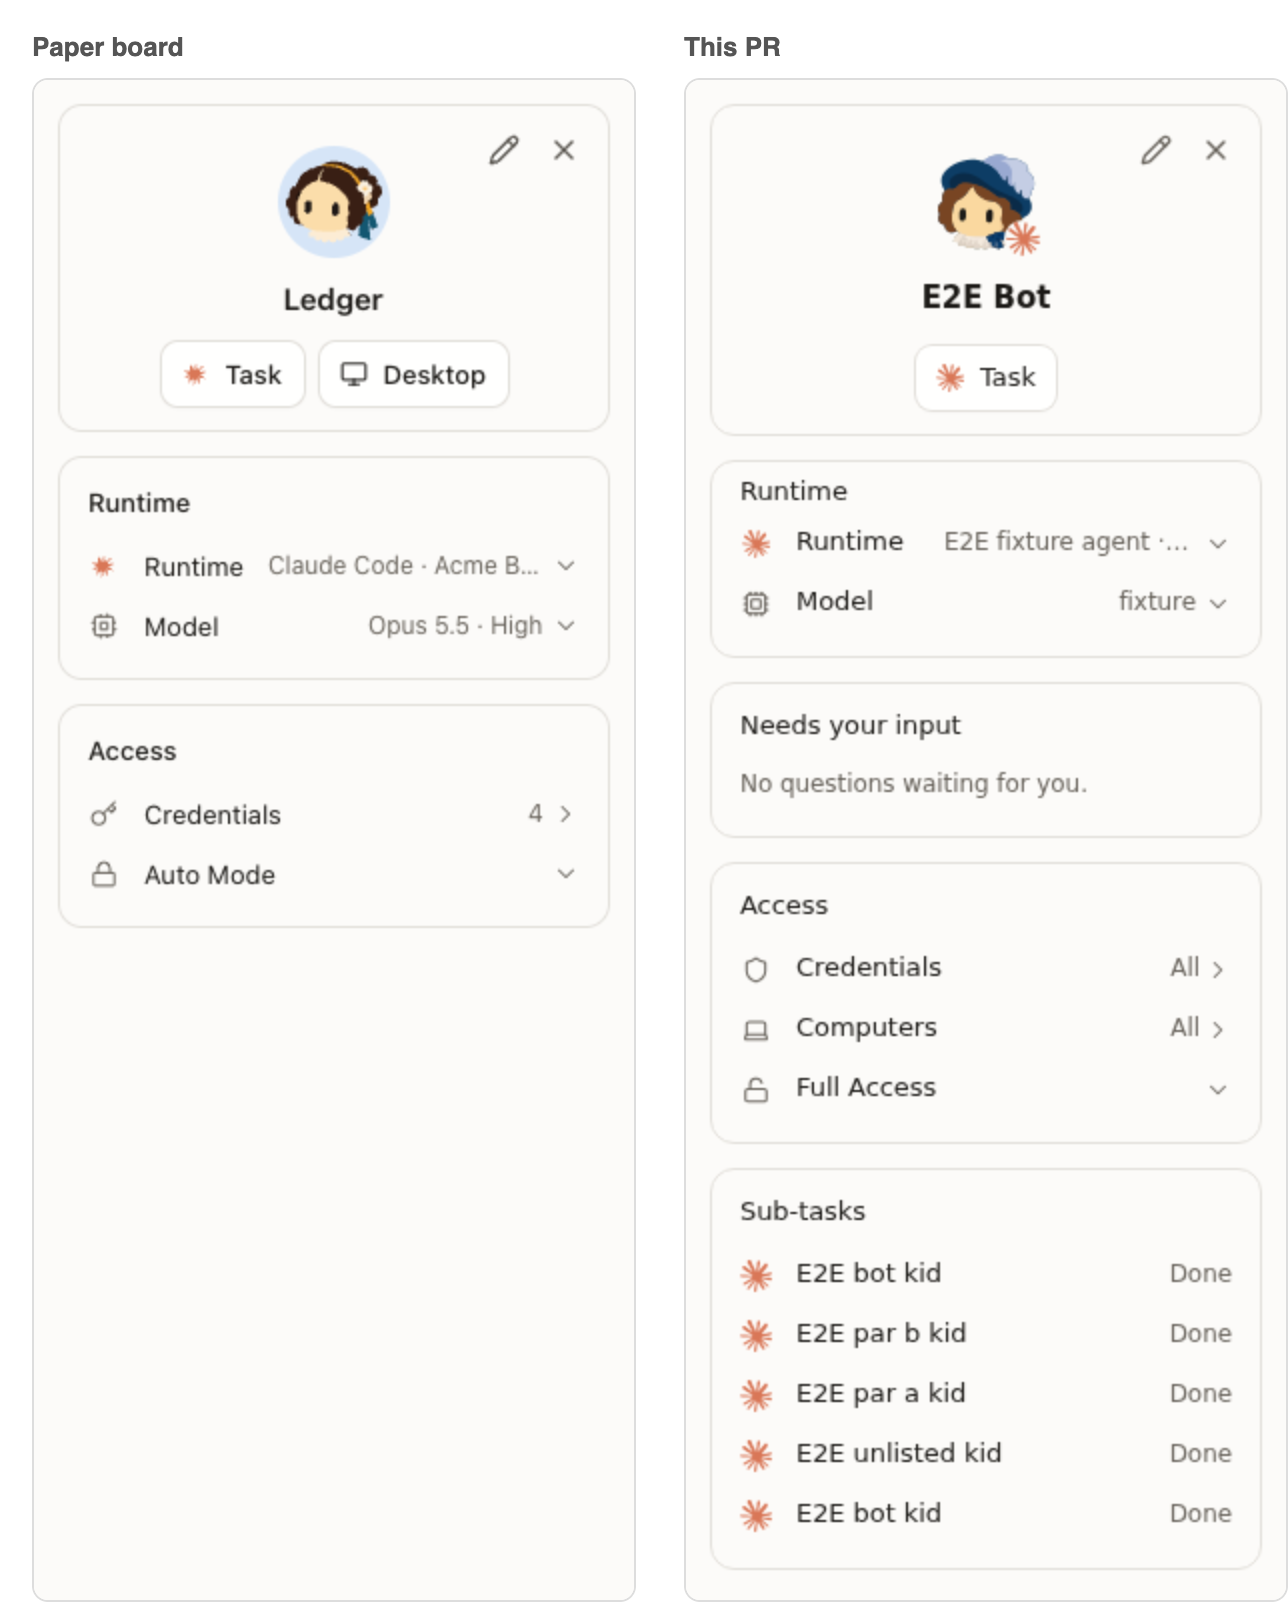 Paper board
Ledger
Task
Desktop
Runtime
Runtime Claude Code · Acme B...
Model Opus 5.5 · High
Access
Credentials 4
Auto Mode
This PR
E2E Bot
Task
Runtime
Runtime E2E fixture agent ·...
Model fixture
Needs your input
No questions waiting for you.
Access
Credentials All
Computers All
Full Access
Sub-tasks
E2E bot kid Done
E2E par b kid Done
E2E par a kid Done
E2E unlisted kid Done
E2E bot kid Done